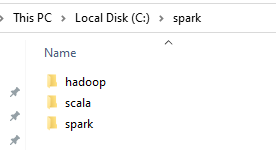 This PC > Local Disk (C:) > spark
Name
hadoop
scala
spark